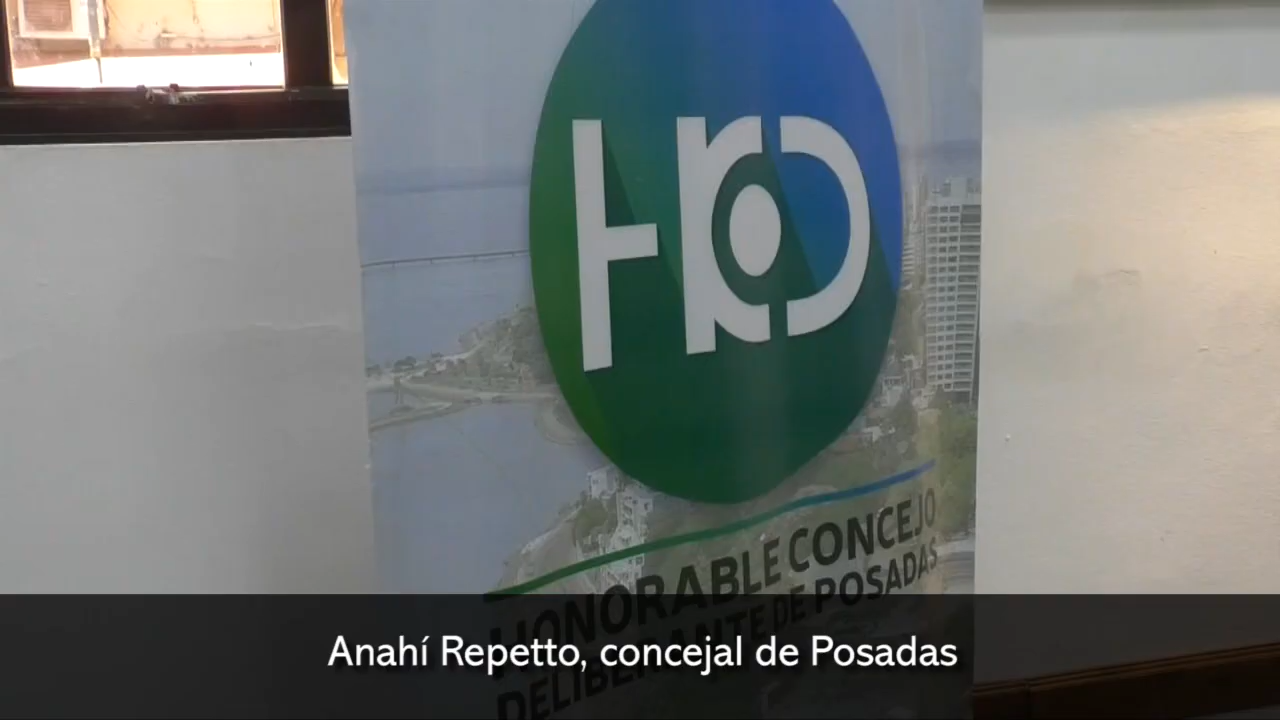 HCD
HONORABLE CONCEJO
DELIBERANTE DE POSADAS
Anahí Repetto, concejal de Posadas